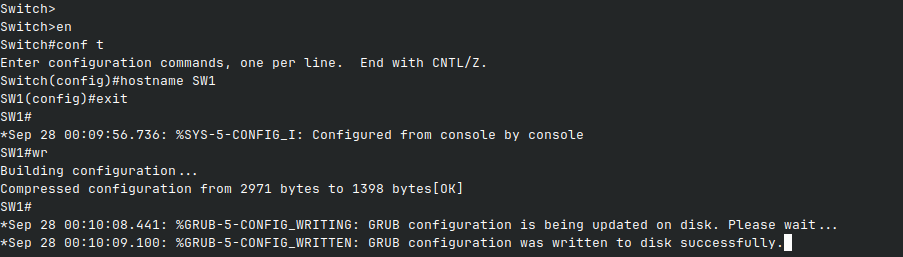 Switch>
Switch>en
Switch#conf t
Enter configuration commands, one per line.  End with CNTL/Z.
Switch(config)#hostname SW1
SW1(config)#exit
SW1#
*Sep 28 00:09:56.736: %SYS-5-CONFIG_I: Configured from console by console
SW1#wr
Building configuration...
Compressed configuration from 2971 bytes to 1398 bytes[OK]
SW1#
*Sep 28 00:10:08.441: %GRUB-5-CONFIG_WRITING: GRUB configuration is being updated on disk. Please wait...
*Sep 28 00:10:09.100: %GRUB-5-CONFIG_WRITTEN: GRUB configuration was written to disk successfully.